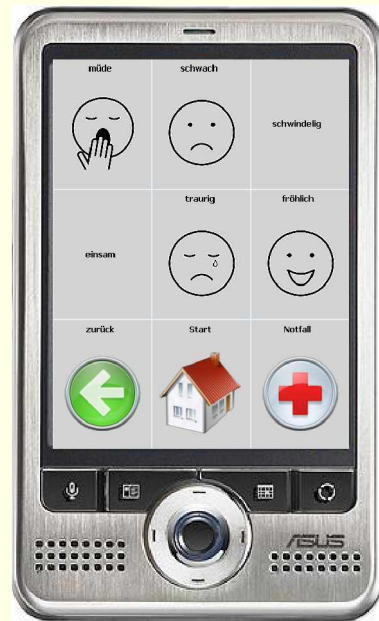 müde
schwach
schwindelig
einsam
traurig
fröhlich
zurück
Start
Notfall
ASUS